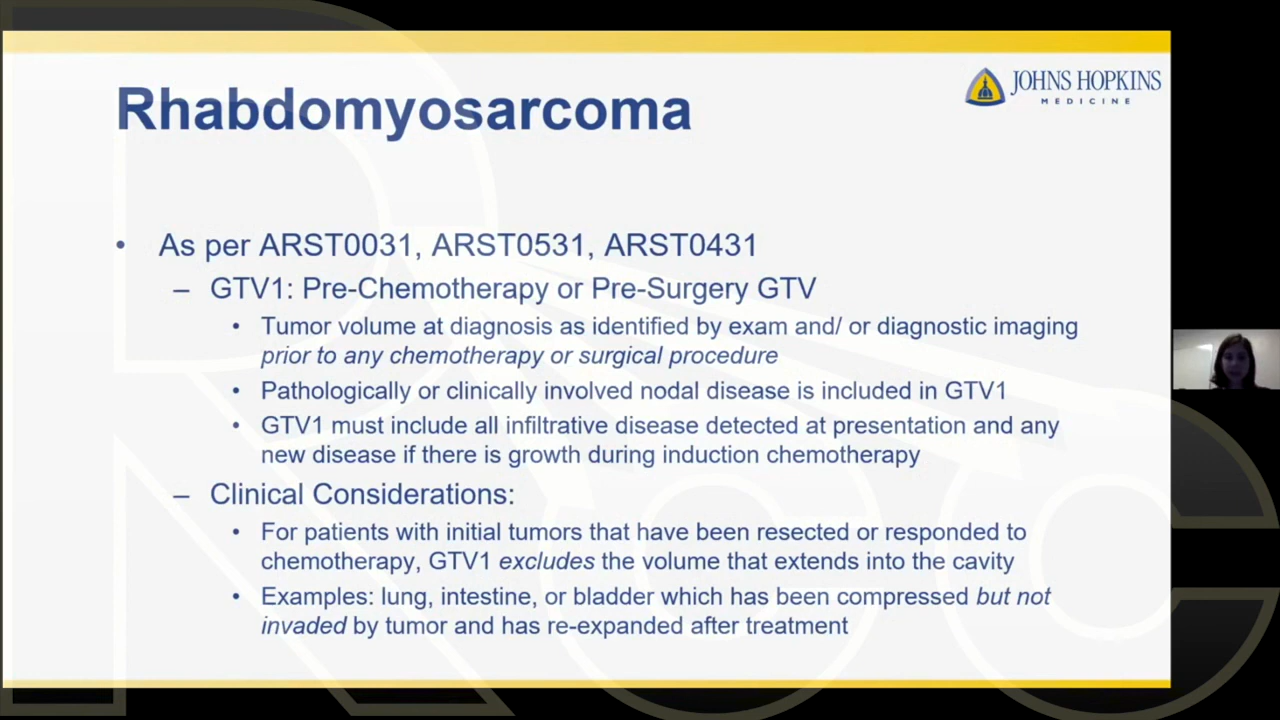 JOHNS HOPKINS
MEDICINE
Rhabdomyosarcoma
• As per ARST0031, ARST0531, ARST0431
– GTV1: Pre-Chemotherapy or Pre-Surgery GTV
• Tumor volume at diagnosis as identified by exam and/ or diagnostic imaging
prior to any chemotherapy or surgical procedure
• Pathologically or clinically involved nodal disease is included in GTV1
• GTV1 must include all infiltrative disease detected at presentation and any
new disease if there is growth during induction chemotherapy
– Clinical Considerations:
• For patients with initial tumors that have been resected or responded to
chemotherapy, GTV1 excludes the volume that extends into the cavity
• Examples: lung, intestine, or bladder which has been compressed but not
invaded by tumor and has re-expanded after treatment